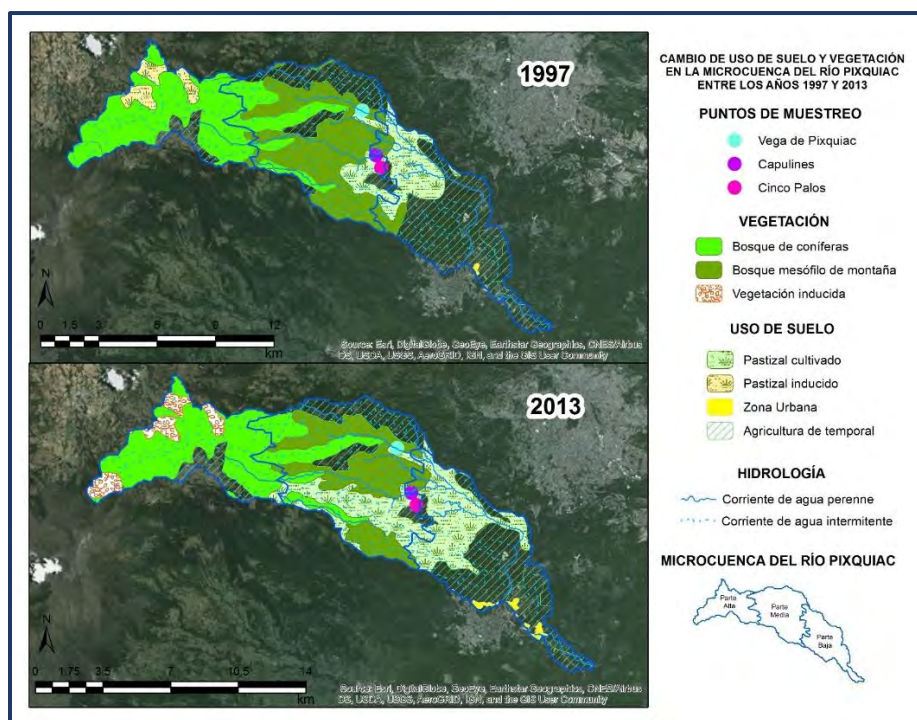 1997
N
0 1.5 3 6 9 12
km
Source: Esri, DigitalGlobe, GeoEye, Earthstar Geographics, CNES/Airbus
DS, USDA, USGS, AeroGRID, IGN, and the GIS User Community
2013
N
0 1.75 3.5 7 10.5 14
km
Source: Esri, DigitalGlobe, GeoEye, Earthstar Geographics, CNES/Airbus
DS, USDA, USGS, AeroGRID, IGN, and the GIS User Community
CAMBIO DE USO DE SUELO Y VEGETACIÓN
EN LA MICROCUENCA DEL RÍO PIXQUIAC
ENTRE LOS AÑOS 1997 Y 2013
PUNTOS DE MUESTREO
Vega de Pixquiac
Capulines
Cinco Palos
VEGETACIÓN
Bosque de coníferas
Bosque mesófilo de montaña
Vegetación inducida
USO DE SUELO
Pastizal cultivado
Pastizal inducido
Zona Urbana
Agricultura de temporal
HIDROLOGÍA
Corriente de agua perenne
Corriente de agua intermitente
MICROCUENCA DEL RÍO PIXQUIAC
Parte
Alta
Parte
Media
Parte
Baja